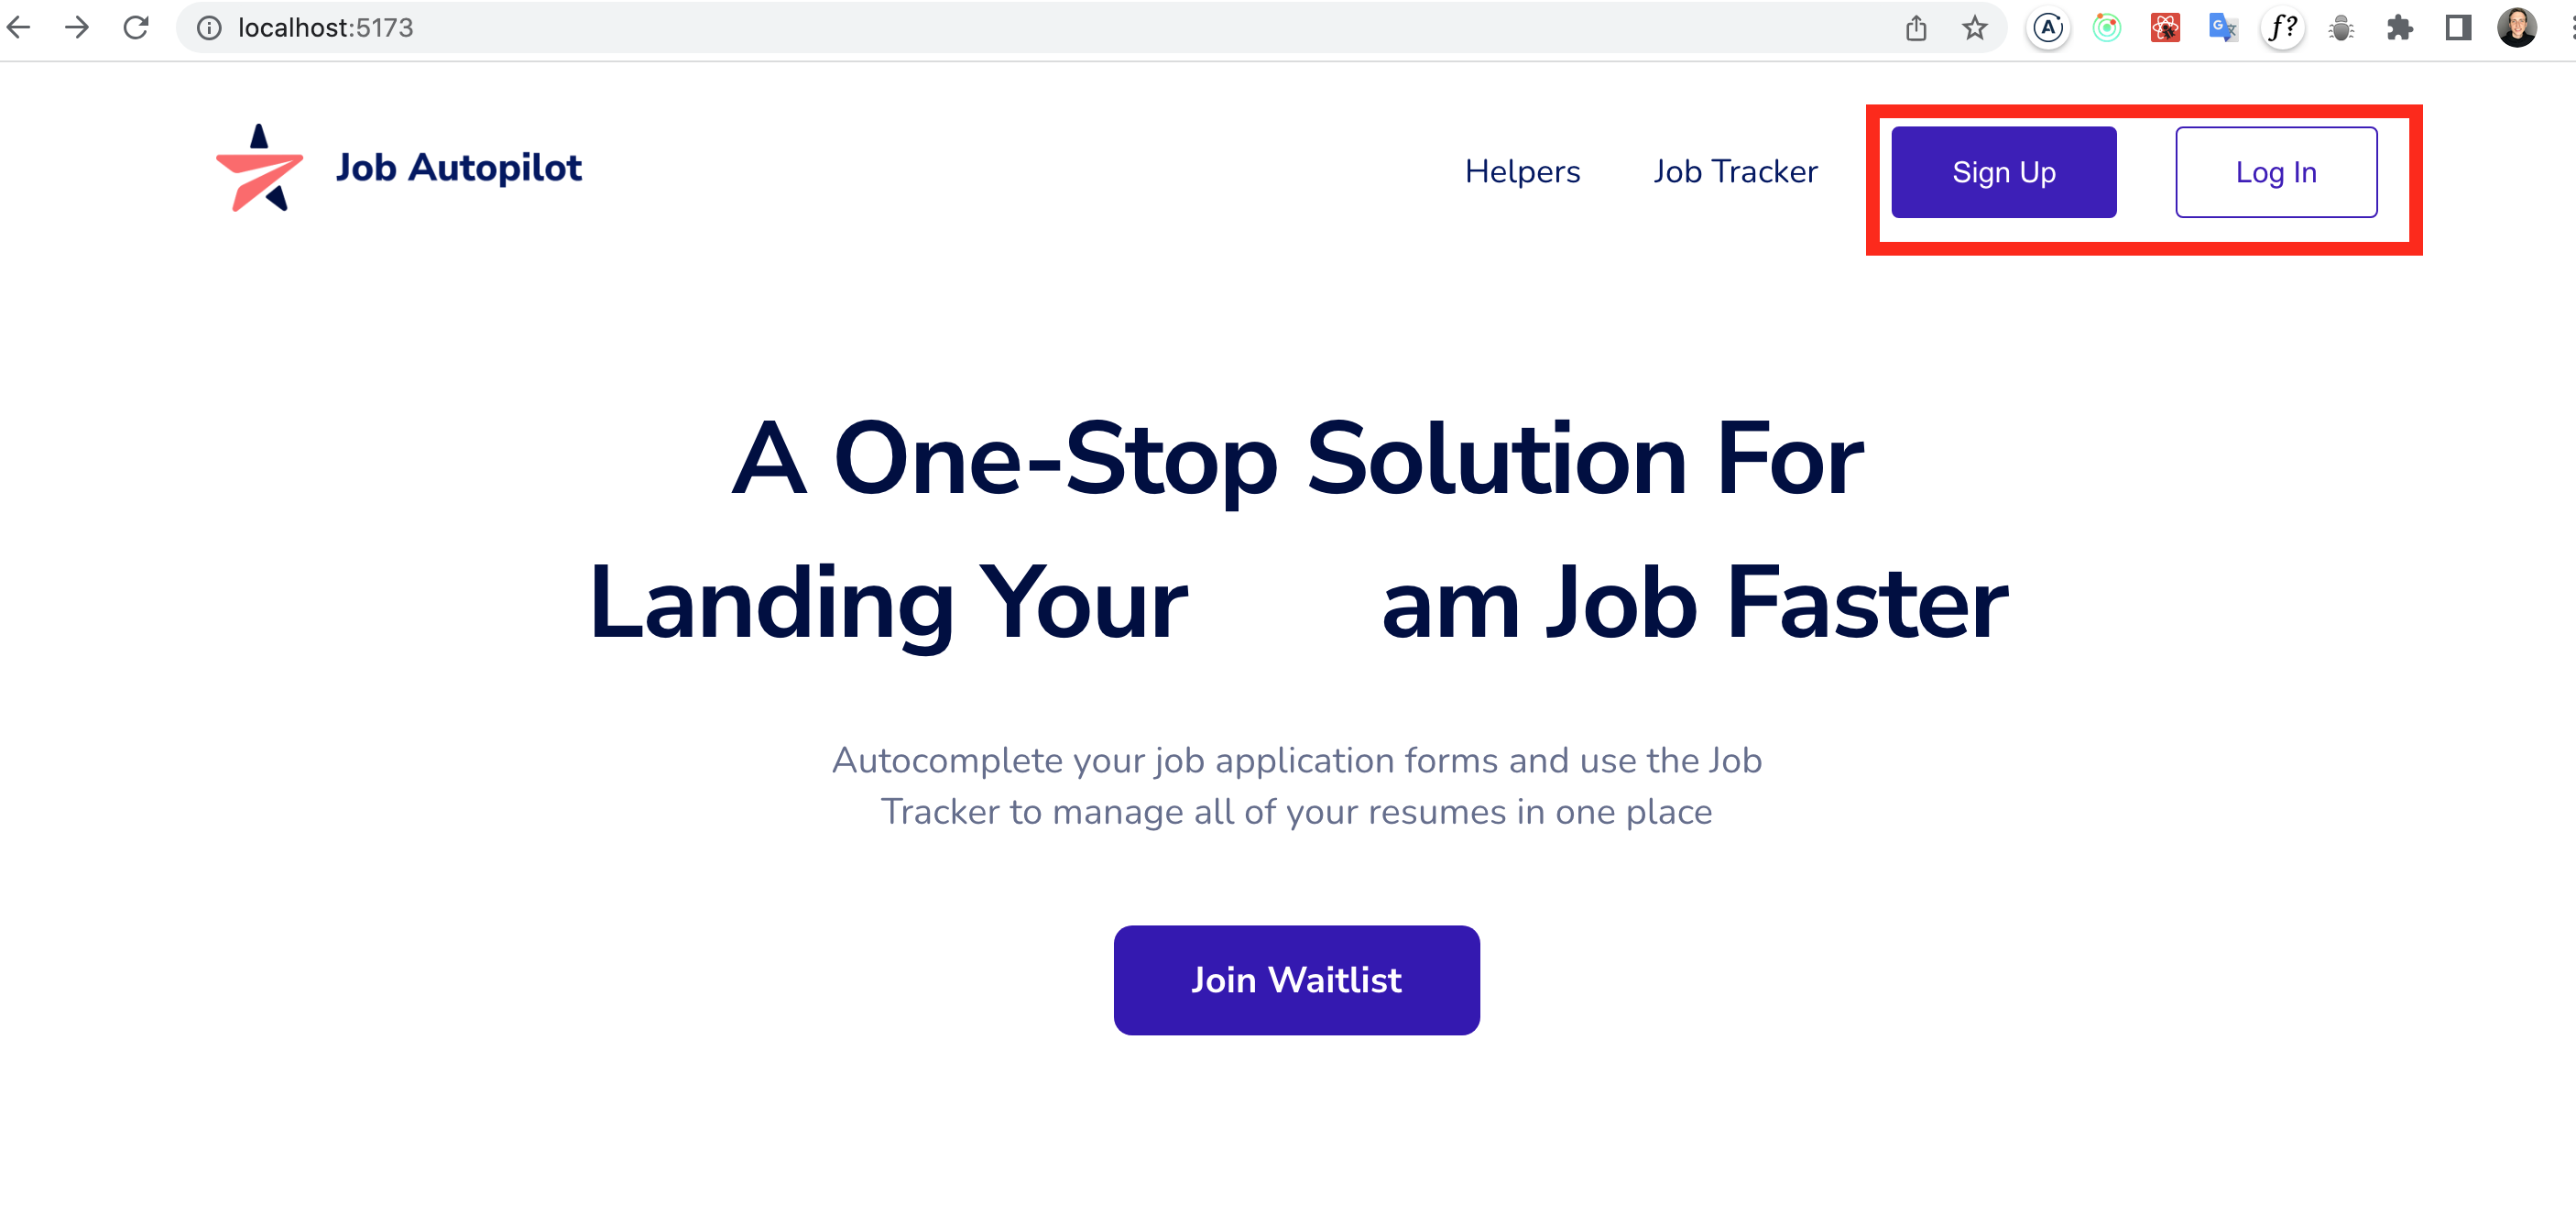 localhost:5173
f?
Job Autopilot
Helpers
Job Tracker
Sign Up
Log In
A One-Stop Solution For
Landing Your am Job Faster
Autocomplete your job application forms and use the Job
Tracker to manage all of your resumes in one place
Join Waitlist